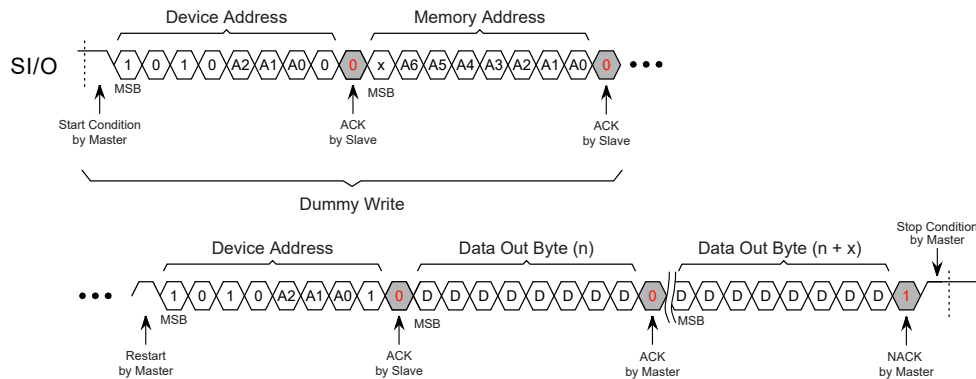 Device Address Memory Address
SI/O 1 0 1 0 A2 A1 A0 0 0 x A6 A5 A4 A3 A2 A1 A0 0 •••
MSB MSB
Start Condition
by Master
ACK
by Slave
ACK
by Slave
Dummy Write
Stop Condition
by Master
Device Address Data Out Byte (n) Data Out Byte (n + x)
••• 1 0 1 0 A2 A1 A0 1 0 D D D D D D D D 0 D D D D D D D D 1
MSB MSB MSB
Restart
by Master
ACK
by Slave
ACK
by Master
NACK
by Master